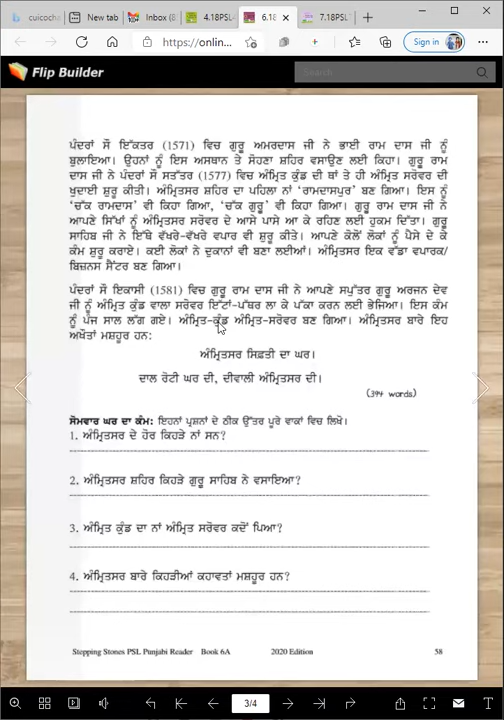 cuicocha
New tab
Inbox (8
4.18PSL
6.18
7.18PSL
https://onlin...
Sign in
Flip Builder
Search
ਪੰਦਰਾਂ ਸੌ ਇਕੱਤਰ (1571) ਵਿਚ ਗੁਰੂ ਅਮਰਦਾਸ ਜੀ ਨੇ ਭਾਈ ਰਾਮ ਦਾਸ ਜੀ ਨੂੰ
ਬੁਲਾਇਆ। ਉਹਨਾਂ ਨੂੰ ਇਸ ਅਸਥਾਨ ਤੇ ਸੋਹਣਾ ਸ਼ਹਿਰ ਵਸਾਉਣ ਲਈ ਕਿਹਾ। ਗੁਰੂ ਰਾਮ
ਦਾਸ ਜੀ ਨੇ ਪੰਦਰਾਂ ਸੌ ਸਤੱਤਰ (1577) ਵਿਚ ਅੰਮ੍ਰਿਤ ਕੁੰਡ ਦੀ ਥਾਂ ਤੇ ਹੀ ਅੰਮ੍ਰਿਤ ਸਰੋਵਰ ਦੀ
ਖੁਦਾਈ ਸ਼ੁਰੂ ਕੀਤੀ। ਅੰਮ੍ਰਿਤਸਰ ਸ਼ਹਿਰ ਦਾ ਪਹਿਲਾ ਨਾਂ 'ਰਾਮਦਾਸਪੁਰ' ਬਣ ਗਿਆ। ਇਸ ਨੂੰ
'ਚੱਕ ਰਾਮਦਾਸ' ਵੀ ਕਿਹਾ ਗਿਆ, 'ਚੱਕ ਗੁਰੂ' ਵੀ ਕਿਹਾ ਗਿਆ। ਗੁਰੂ ਰਾਮ ਦਾਸ ਜੀ ਨੇ
ਆਪਣੇ ਸਿੱਖਾਂ ਨੂੰ ਅੰਮ੍ਰਿਤਸਰ ਸਰੋਵਰ ਦੇ ਆਸੇ ਪਾਸੇ ਆ ਕੇ ਰਹਿਣ ਲਈ ਹੁਕਮ ਦਿੱਤਾ। ਗੁਰੂ
ਸਾਹਿਬ ਜੀ ਨੇ ਇੱਥੇ ਵੱਖਰੇ-ਵੱਖਰੇ ਵਪਾਰ ਵੀ ਸ਼ੁਰੂ ਕੀਤੇ। ਆਪਣੇ ਕੋਲੋਂ ਲੋਕਾਂ ਨੂੰ ਪੈਸੇ ਦੇ ਕੇ
ਕੰਮ ਸ਼ੁਰੂ ਕਰਾਏ। ਕਈ ਲੋਕਾਂ ਨੇ ਦੁਕਾਨਾਂ ਵੀ ਬਣਾ ਲਈਆਂ। ਅੰਮ੍ਰਿਤਸਰ ਇਕ ਵੱਡਾ ਵਪਾਰਕ/
ਬਿਜ਼ਨਸ ਸੈਂਟਰ ਬਣ ਗਿਆ।
ਪੰਦਰਾਂ ਸੌ ਇਕਾਸੀ (1581) ਵਿਚ ਗੁਰੂ ਰਾਮ ਦਾਸ ਜੀ ਨੇ ਆਪਣੇ ਸਪੁੱਤਰ ਗੁਰੂ ਅਰਜਨ ਦੇਵ
ਜੀ ਨੂੰ ਅੰਮ੍ਰਿਤ ਕੁੰਡ ਵਾਲਾ ਸਰੋਵਰ ਇੱਟਾਂ-ਪੱਥਰ ਲਾ ਕੇ ਪੱਕਾ ਕਰਨ ਲਈ ਭੇਜਿਆ। ਇਸ ਕੰਮ
ਨੂੰ ਪੰਜ ਸਾਲ ਲੱਗ ਗਏ। ਅੰਮ੍ਰਿਤ-ਕੁੰਡ ਅੰਮ੍ਰਿਤ-ਸਰੋਵਰ ਬਣ ਗਿਆ। ਅੰਮ੍ਰਿਤਸਰ ਬਾਰੇ ਇਹ
ਅਖੌਤਾਂ ਮਸ਼ਹੂਰ ਹਨ:
ਅੰਮ੍ਰਿਤਸਰ ਸਿਫ਼ਤੀ ਦਾ ਘਰ।
ਦਾਲ ਰੋਟੀ ਘਰ ਦੀ, ਦੀਵਾਲੀ ਅੰਮ੍ਰਿਤਸਰ ਦੀ।
(394 words)
ਸੋਮਵਾਰ ਘਰ ਦਾ ਕੰਮ: ਇਹਨਾਂ ਪ੍ਰਸ਼ਨਾਂ ਦੇ ਠੀਕ ਉੱਤਰ ਪੂਰੇ ਵਾਕਾਂ ਵਿਚ ਲਿਖੋ।
1. ਅੰਮ੍ਰਿਤਸਰ ਦੇ ਹੋਰ ਕਿਹੜੇ ਨਾਂ ਸਨ?
2. ਅੰਮ੍ਰਿਤਸਰ ਸ਼ਹਿਰ ਕਿਹੜੇ ਗੁਰੂ ਸਾਹਿਬ ਨੇ ਵਸਾਇਆ?
3. ਅੰਮ੍ਰਿਤ ਕੁੰਡ ਦਾ ਨਾਂ ਅੰਮ੍ਰਿਤ ਸਰੋਵਰ ਕਦੋਂ ਪਿਆ?
4. ਅੰਮ੍ਰਿਤਸਰ ਬਾਰੇ ਕਿਹੜੀਆਂ ਕਹਾਵਤਾਂ ਮਸ਼ਹੂਰ ਹਨ?
Stepping Stones PSL Punjabi Reader Book 6A 2020 Edition 58
3/4